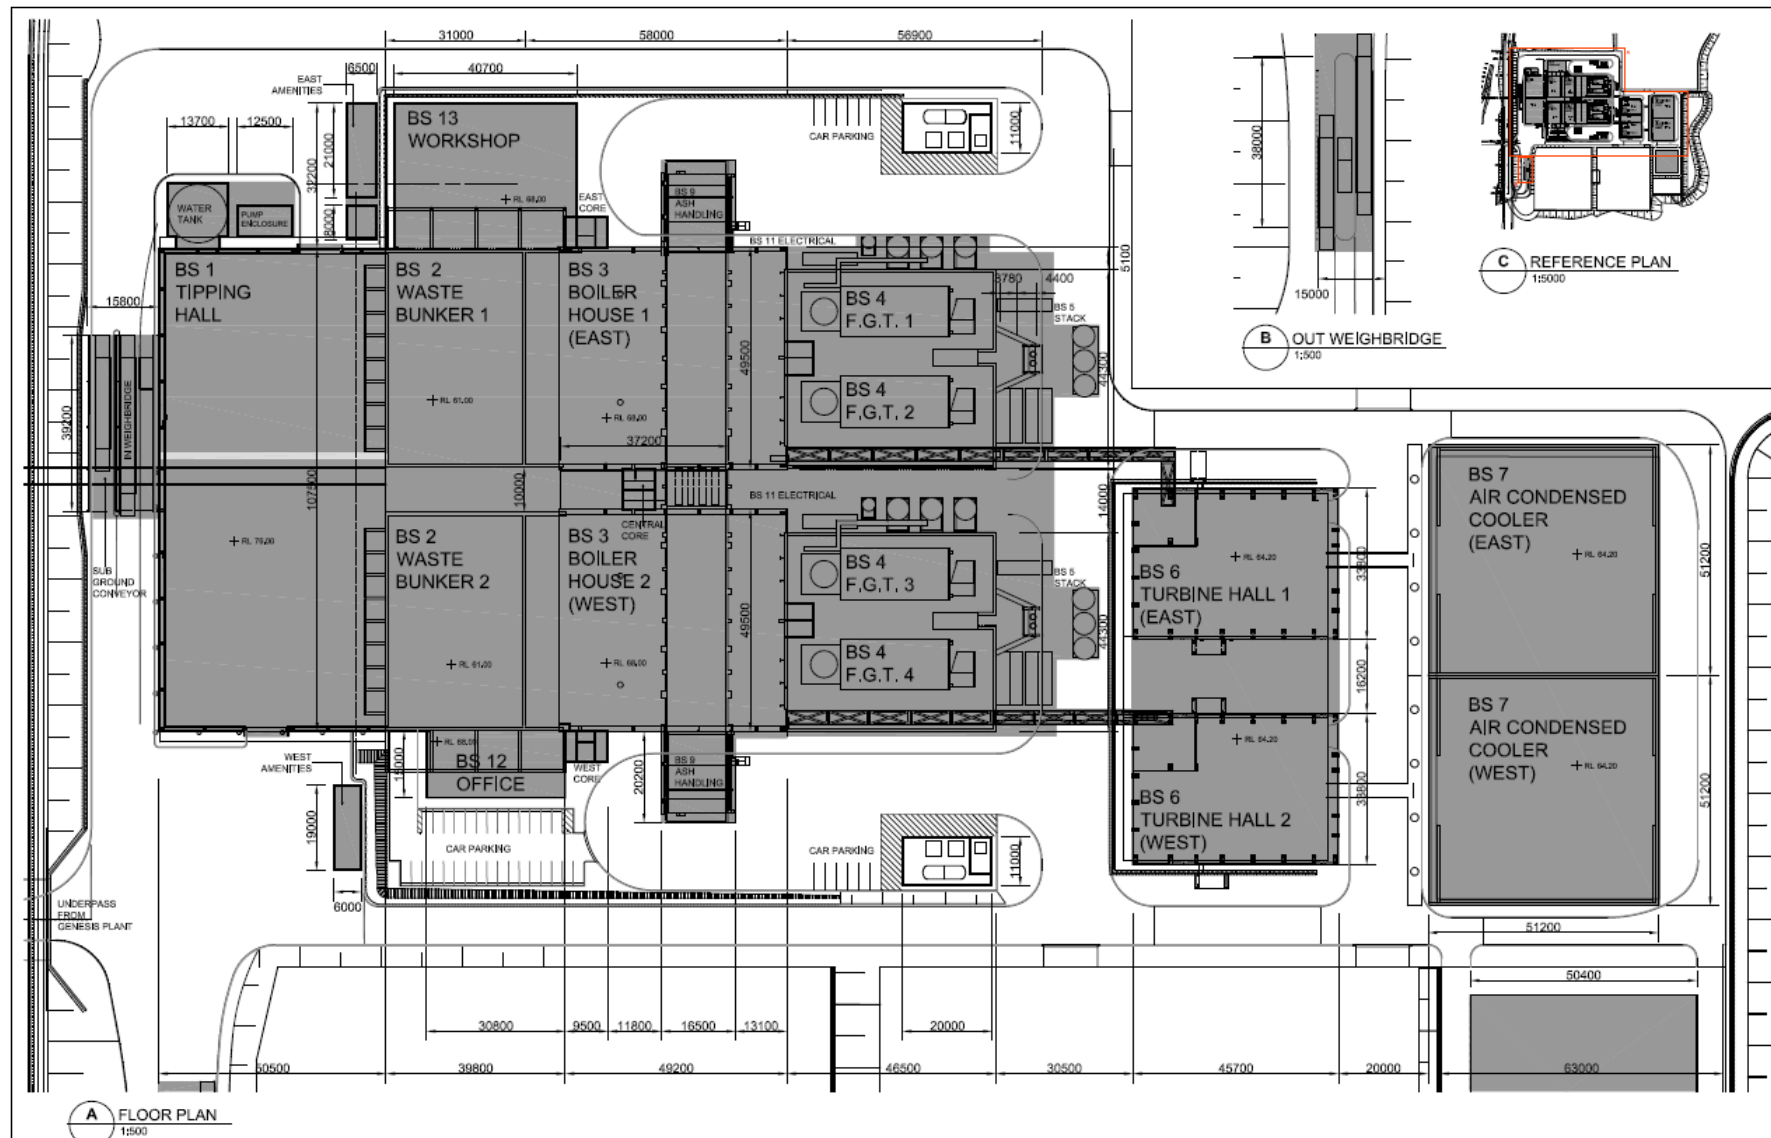 31000
58000
56900
6500
40700
EAST
AMENITIES
13700
12500
21000
32200
8000
BS 13
WORKSHOP
RL 68.00
CAR PARKING
11000
EAST
CORE
BS 9
ASH
HANDLING
WATER
TANK
PUMP
ENCLOSURE
BS 11 ELECTRICAL
5100
38000
15000
B
OUT WEIGHBRIDGE
1:500
C
REFERENCE PLAN
1:5000
BS 1
TIPPING
HALL
BS 2
WASTE
BUNKER 1
BS 3
BOILER
HOUSE 1
(EAST)
BS 4
F.G.T. 1
3780
4400
BS 5
STACK
15800
39200
IN WEIGHBRIDGE
RL 61.00
RL 68.00
49500
BS 4
F.G.T. 2
44300
37200
107500
10000
BS 11 ELECTRICAL
14000
CENTRAL
CORE
RL 76.00
SUB
GROUND
CONVEYOR
BS 2
WASTE
BUNKER 2
BS 3
BOILER
HOUSE 2
(WEST)
BS 4
F.G.T. 3
BS 5
STACK
RL 61.00
RL 68.00
49500
BS 4
F.G.T. 4
44300
RL 64.20
BS 6
TURBINE HALL 1
(EAST)
33800
16200
BS 7
AIR CONDENSED
COOLER
(EAST)
RL 64.20
51200
RL 64.20
BS 6
TURBINE HALL 2
(WEST)
33800
BS 7
AIR CONDENSED
COOLER
(WEST)
RL 64.20
51200
WEST
AMENITIES
RL 68.00
15000
BS 12
OFFICE
WEST
CORE
20200
BS 9
ASH
HANDLING
19000
6000
CAR PARKING
CAR PARKING
11000
UNDERPASS
FROM
GENESIS PLANT
51200
50400
30800
9500
11800
16500
13100
20000
60500
39800
49200
46500
30500
45700
20000
63000
A
FLOOR PLAN
1:500